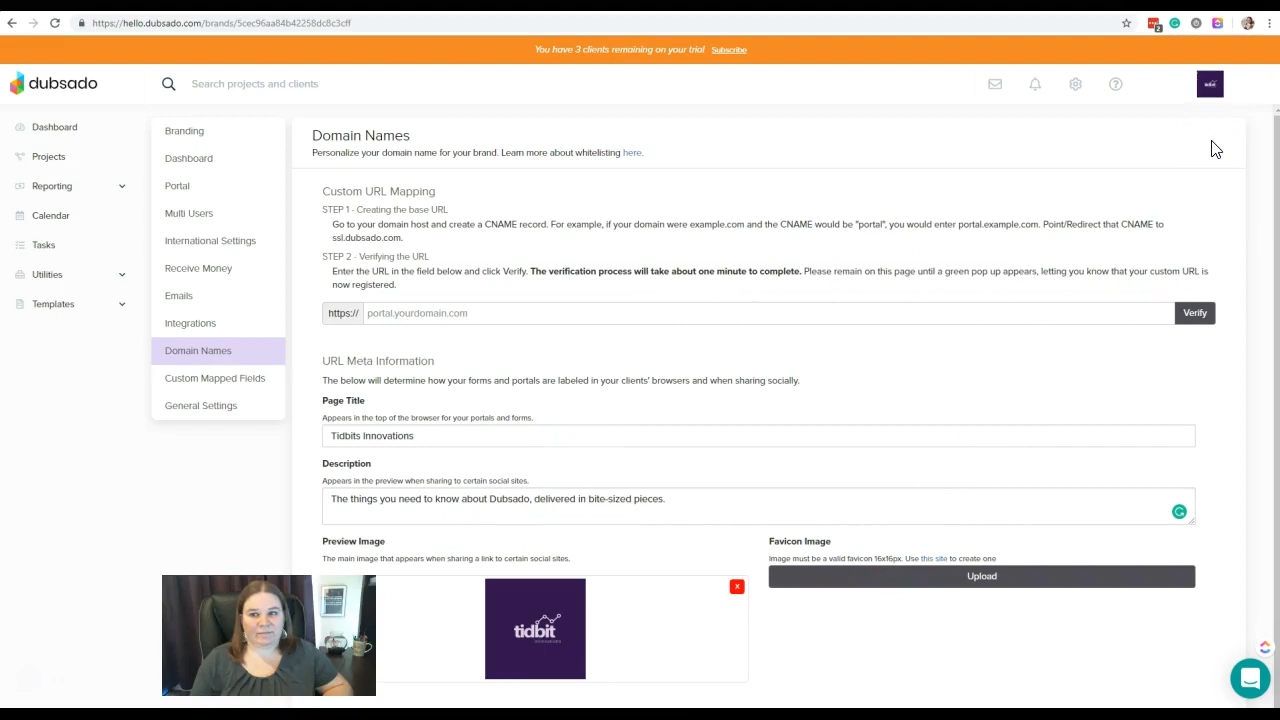 https://hello.dubsado.com/brands/5cec96aa84b42258dc8c3cff
2
You have 3 clients remaining on your trial Subscribe
dubsado
Search projects and clients
tidbit
Dashboard
Projects
Reporting
Calendar
Tasks
Utilities
Templates
Branding
Dashboard
Portal
Multi Users
International Settings
Receive Money
Emails
Integrations
Domain Names
Custom Mapped Fields
General Settings
Domain Names
Personalize your domain name for your brand. Learn more about whitelisting here.
Custom URL Mapping
STEP 1 - Creating the base URL
Go to your domain host and create a CNAME record. For example, if your domain were example.com and the CNAME would be "portal", you would enter portal.example.com. Point/Redirect that CNAME to
ssl.dubsado.com.
STEP 2 - Verifying the URL
Enter the URL in the field below and click Verify. The verification process will take about one minute to complete. Please remain on this page until a green pop up appears, letting you know that your custom URL is
now registered.
https:// portal.yourdomain.com Verify
URL Meta Information
The below will determine how your forms and portals are labeled in your clients' browsers and when sharing socially.
Page Title
Appears in the top of the browser for your portals and forms.
Tidbits Innovations
Description
Appears in the preview when sharing to certain social sites.
The things you need to know about Dubsado, delivered in bite-sized pieces.
Preview Image
The main image that appears when sharing a link to certain social sites.
x
tidbit
Favicon Image
Image must be a valid favicon 16x16px. Use this site to create one
Upload